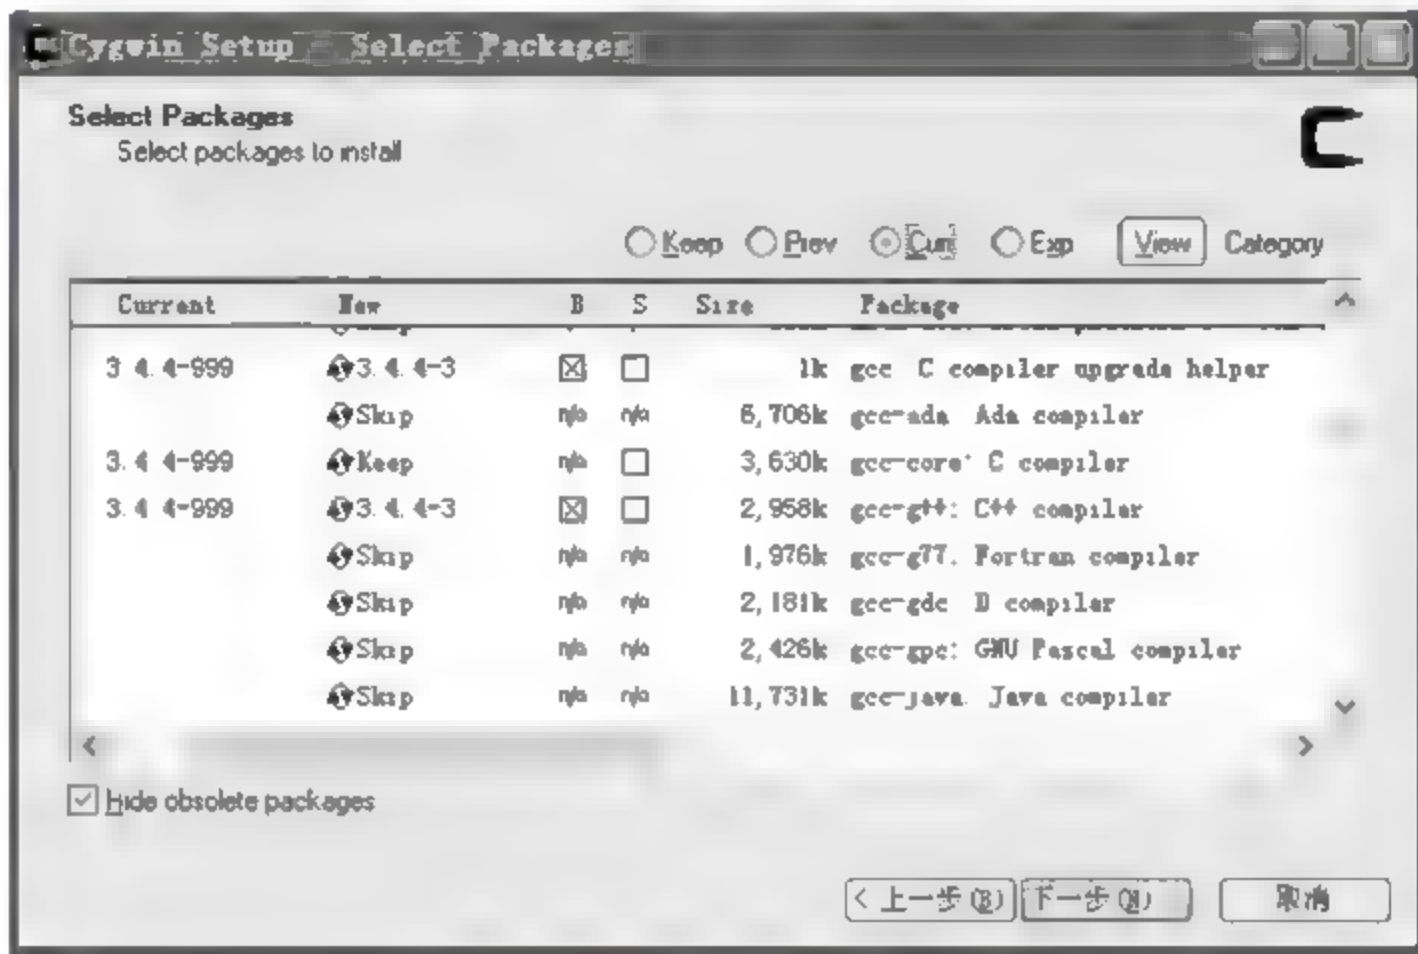 Cygwin Setup - Select Packages
Select Packages
Select packages to install
Keep Prev Curr Exp View Category
Current New B S Size Package
3.4.4-999 3.4.4-3 1k gcc: C compiler upgrade helper
Skip n/a n/a 6,706k gcc-ada: Ada compiler
3.4.4-999 Keep n/a 3,630k gcc-core: C compiler
3.4.4-999 3.4.4-3 2,958k gcc-g++: C++ compiler
Skip n/a n/a 1,976k gcc-g77: Fortran compiler
Skip n/a n/a 2,181k gcc-gdc: D compiler
Skip n/a n/a 2,426k gcc-gpc: GNU Pascal compiler
Skip n/a n/a 11,731k gcc-java: Java compiler
Hide obsolete packages
< 上一步(B) 下一步(N) 取消